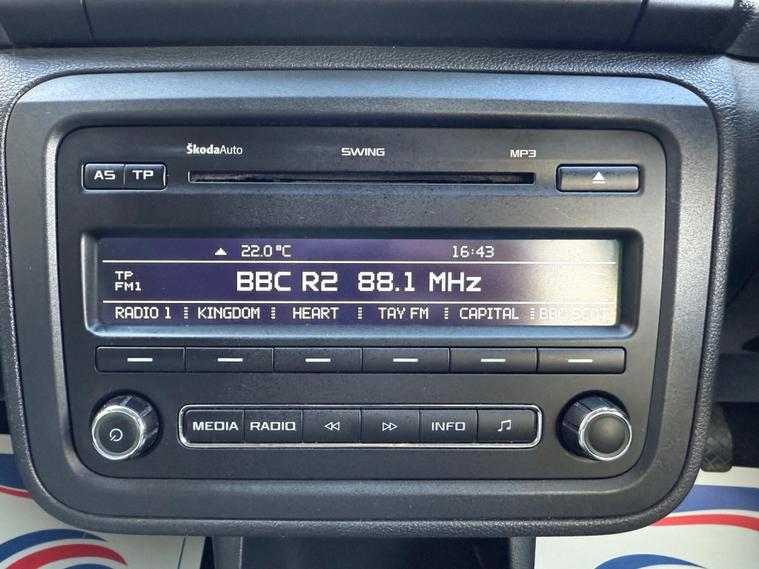 ŠkodaAuto SWING MP3
AS TP
22.0 °C 16:43
TP
FM1
BBC R2 88.1 MHz
RADIO 1 KINGDOM HEART TAY FM CAPITAL BBC SCOT
MEDIA RADIO INFO